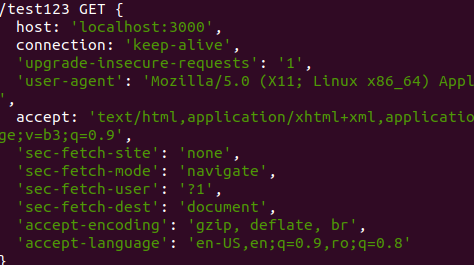 /test123 GET {
  host: 'localhost:3000',
  connection: 'keep-alive',
  'upgrade-insecure-requests': '1',
  'user-agent': 'Mozilla/5.0 (X11; Linux x86_64) Appl
',
  accept: 'text/html,application/xhtml+xml,applicatio
ge;v=b3;q=0.9',
  'sec-fetch-site': 'none',
  'sec-fetch-mode': 'navigate',
  'sec-fetch-user': '?1',
  'sec-fetch-dest': 'document',
  'accept-encoding': 'gzip, deflate, br',
  'accept-language': 'en-US,en;q=0.9,ro;q=0.8'
}